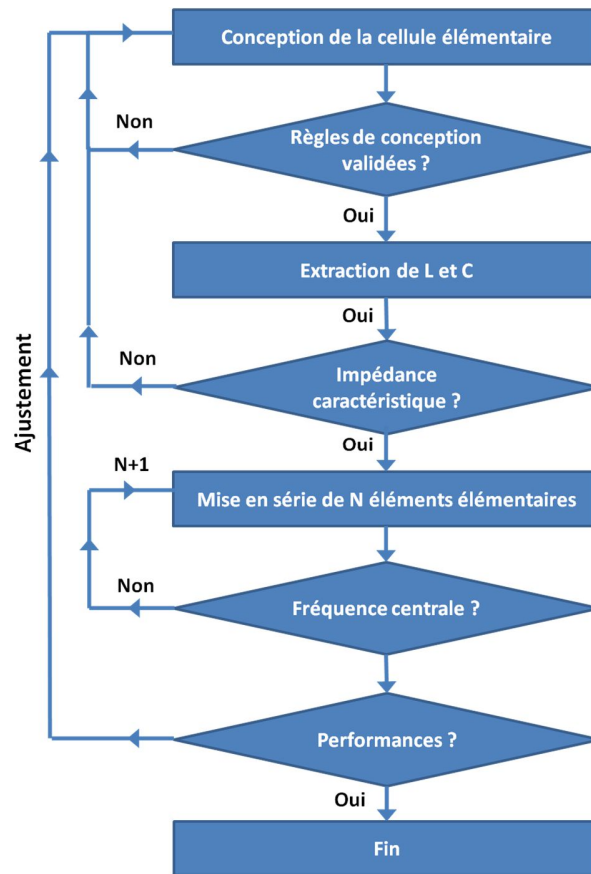 Conception de la cellule élémentaire
Non
Règles de conception
validées ?
Oui
Extraction de L et C
Oui
Non
Impédance
caractéristique ?
Ajustement
Oui
N+1
Mise en série de N éléments élémentaires
Non
Fréquence centrale ?
Performances ?
Oui
Fin